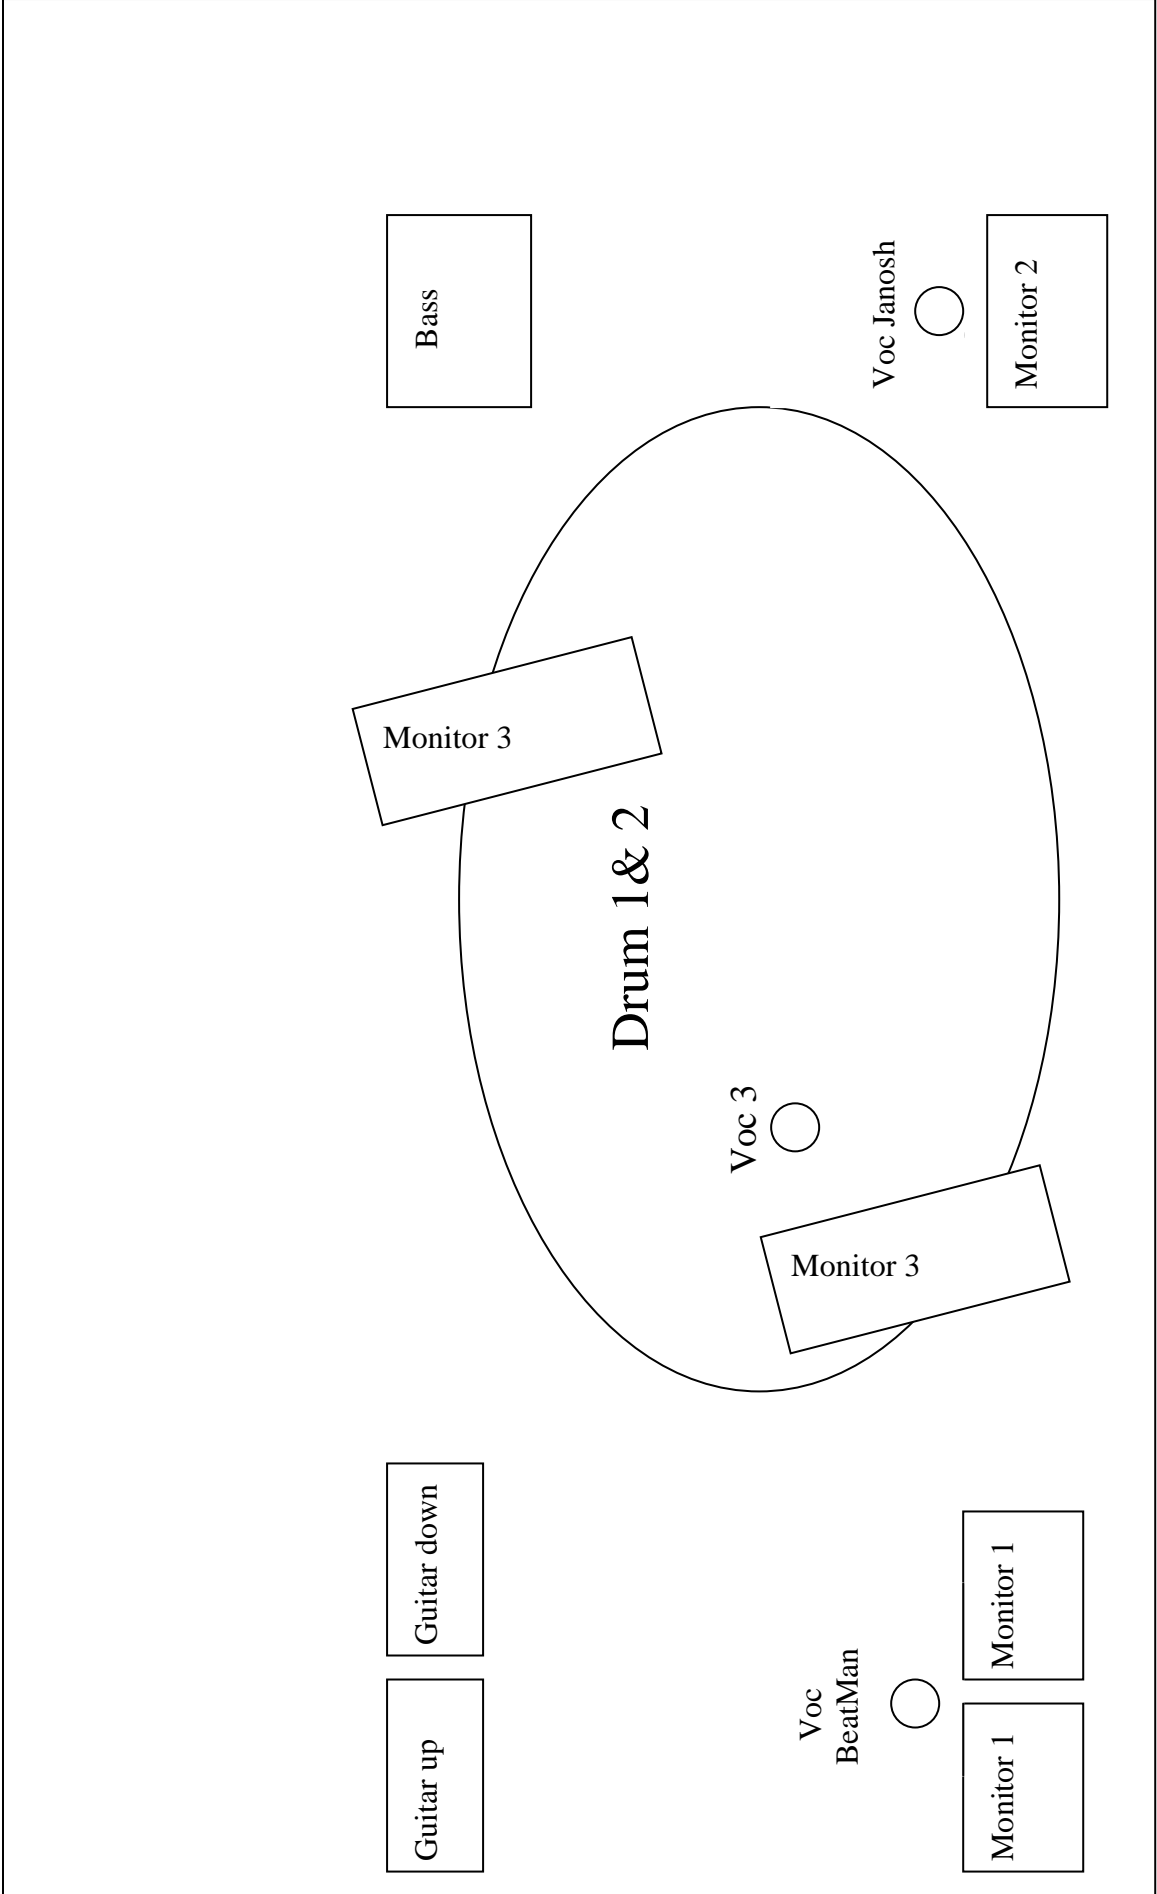 Guitar up
Guitar down
Bass
Monitor 3
Drum 1& 2
Voc 3
Monitor 3
Voc
BeatMan
Voc Janosh
Monitor 1
Monitor 1
Monitor 2